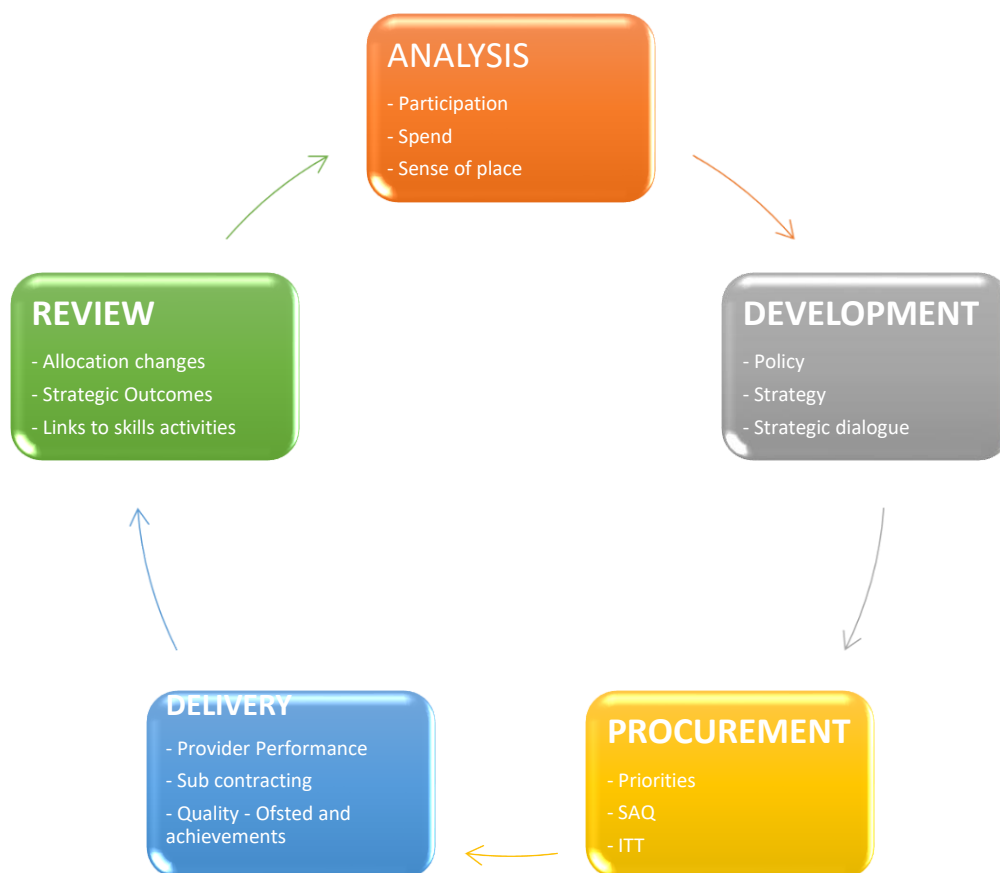 ANALYSIS
- Participation
- Spend
- Sense of place
DEVELOPMENT
- Policy
- Strategy
- Strategic dialogue
PROCUREMENT
- Priorities
- SAQ
- ITT
DELIVERY
- Provider Performance
- Sub contracting
- Quality - Ofsted and
achievements
REVIEW
- Allocation changes
- Strategic Outcomes
- Links to skills activities